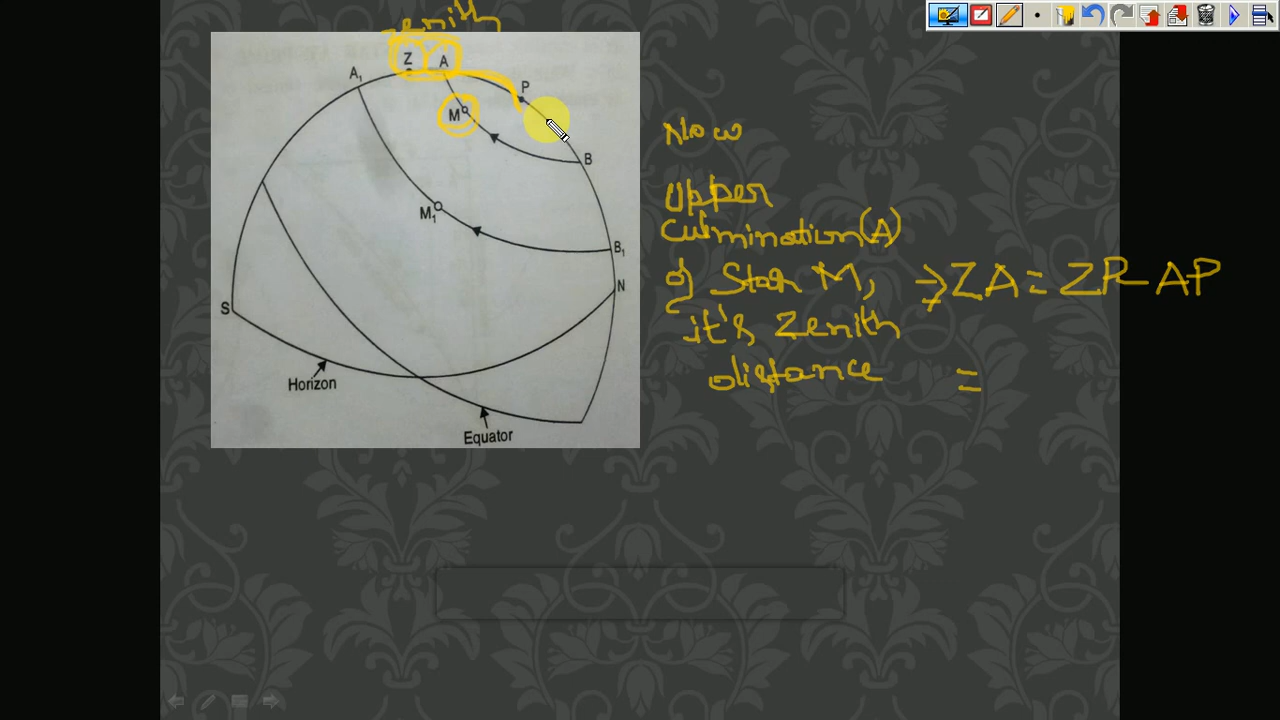 zenith
Z A
A₁
P
M
B
M₁
B₁
N
S
Horizon
Equator
Now
Upper
Culmination(A)
of Star M, → ZA = ZP - AP
it's Zenith
distance =